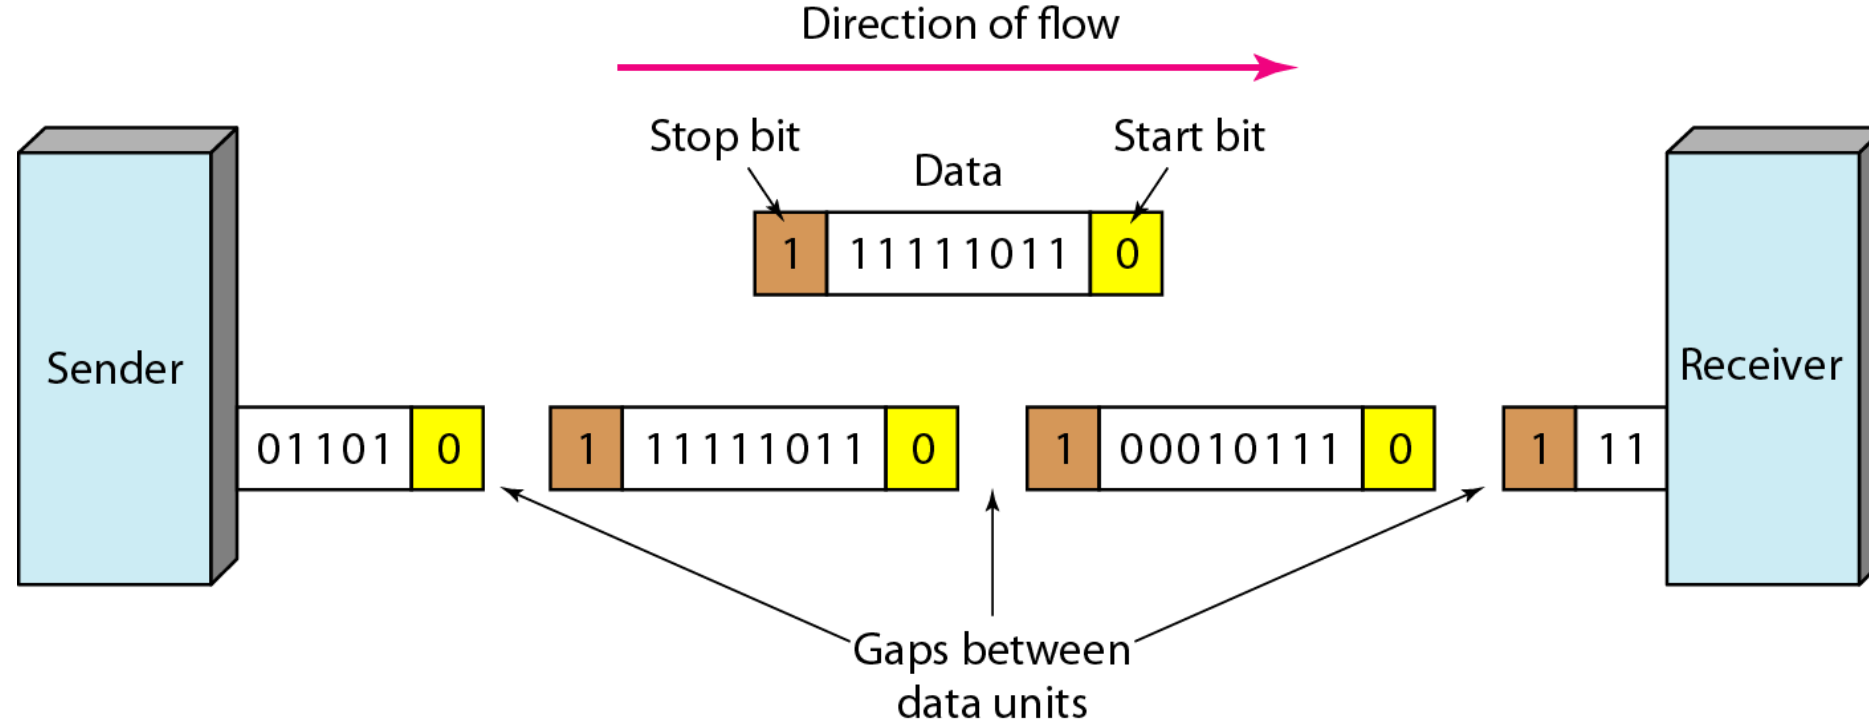 Direction of flow
Stop bit
Start bit
Data
1 11111011 0
Sender
Receiver
01101 0 1 11111011 0 1 00010111 0 1 11
Gaps between
data units